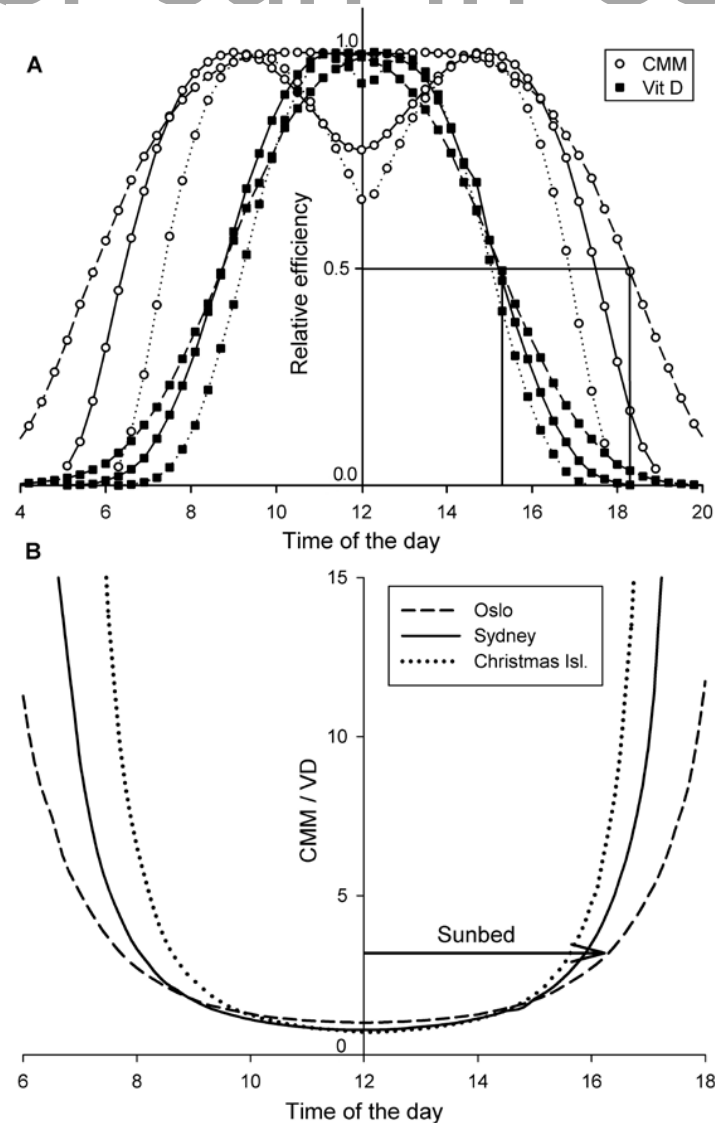 A
1.0
CMM
Vit D
Relative efficiency
0.5
0.0
4 6 8 10 12 14 16 18 20
Time of the day
B
15
Oslo
Sydney
Christmas Isl.
10
CMM / VD
5
Sunbed
0
6 8 10 12 14 16 18
Time of the day